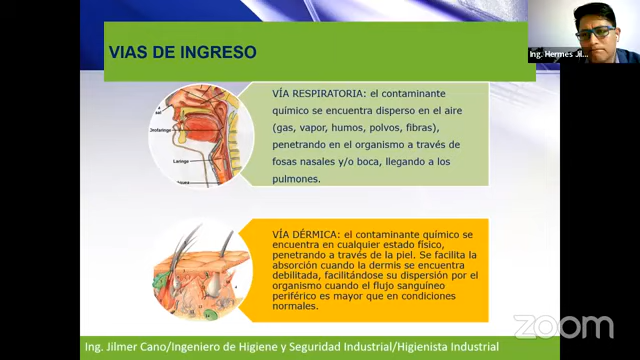 VIAS DE INGRESO
Ing. Hermes Jil...
VÍA RESPIRATORIA: el contaminante
químico se encuentra disperso en el aire
(gas, vapor, humos, polvos, fibras),
penetrando en el organismo a través de
fosas nasales y/o boca, llegando a los
pulmones.
Laringe
VÍA DÉRMICA: el contaminante químico se
encuentra en cualquier estado físico,
penetrando a través de la piel. Se facilita la
absorción cuando la dermis se encuentra
debilitada, facilitándose su dispersión por el
organismo cuando el flujo sanguíneo
periférico es mayor que en condiciones
normales.
zoom
Ing. Jilmer Cano/Ingeniero de Higiene y Seguridad Industrial/Higienista Industrial